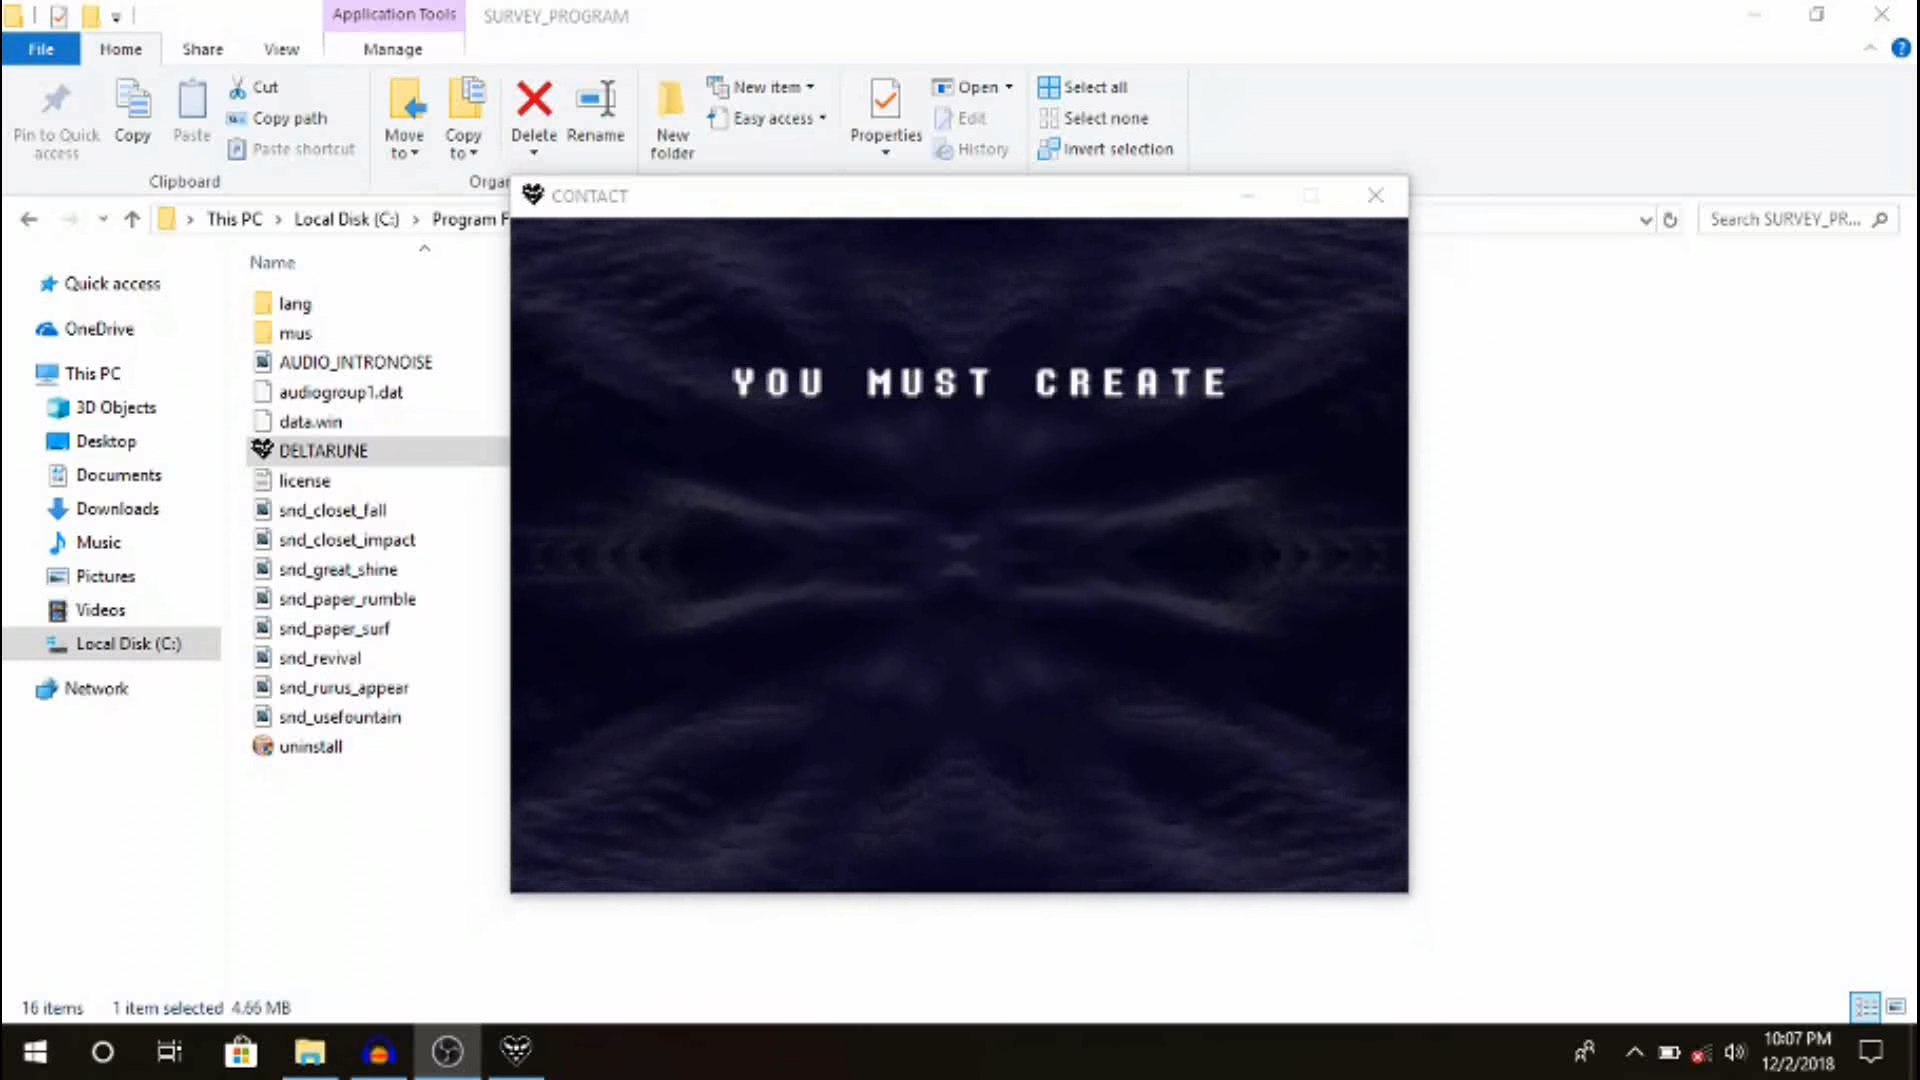 Application Tools
SURVEY_PROGRAM
File
Home
Share
View
Manage
Pin to Quick access
Copy
Paste
Cut
Copy path
Paste shortcut
Clipboard
Move to
Copy to
Delete
Rename
Orgar
New folder
New item
Easy access
Properties
Open
Edit
History
Select all
Select none
Invert selection
CONTACT
This PC
Local Disk (C:)
Program F
Search SURVEY_PR...
Name
Quick access
OneDrive
This PC
3D Objects
Desktop
Documents
Downloads
Music
Pictures
Videos
Local Disk (C:)
Network
lang
mus
AUDIO_INTRONOISE
audiogroup1.dat
data.win
DELTARUNE
license
snd_closet_fall
snd_closet_impact
snd_great_shine
snd_paper_rumble
snd_paper_surf
snd_revival
snd_rurus_appear
snd_usefountain
uninstall
YOU MUST CREATE
16 items
1 item selected 4.66 MB
10:07 PM
12/2/2018